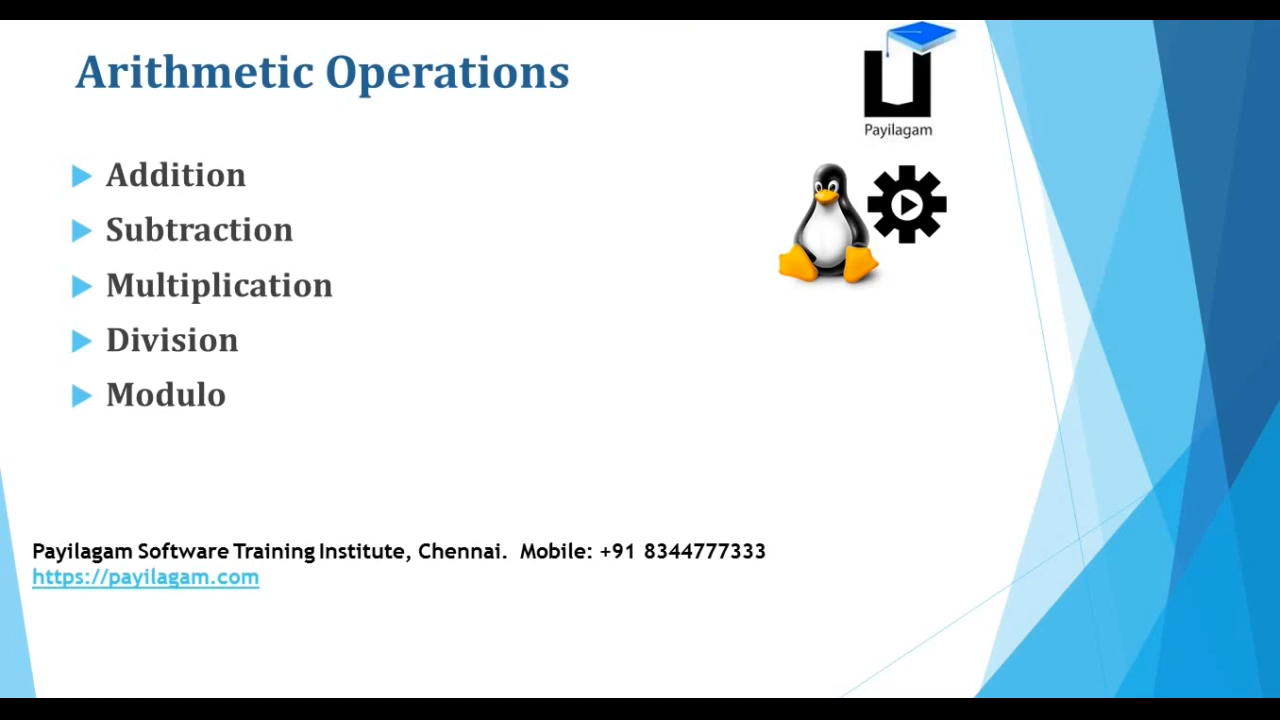 Arithmetic Operations
Payilagam
Addition
Subtraction
Multiplication
Division
Modulo
Payilagam Software Training Institute, Chennai. Mobile: +91 8344777333
https://payilagam.com